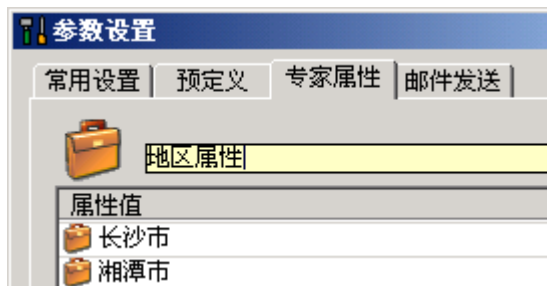 参数设置
常用设置 预定义 专家属性 邮件发送
地区属性
属性值
长沙市
湘潭市